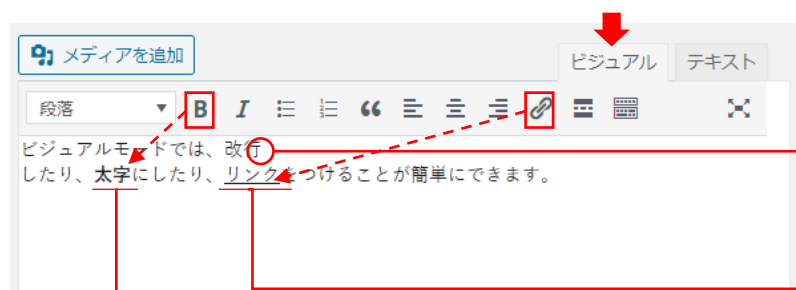 メディアを追加
ビジュアル テキスト
段落 B I
ビジュアルモードでは、改行
したり、太字にしたり、リンクをつけることが簡単にできます。